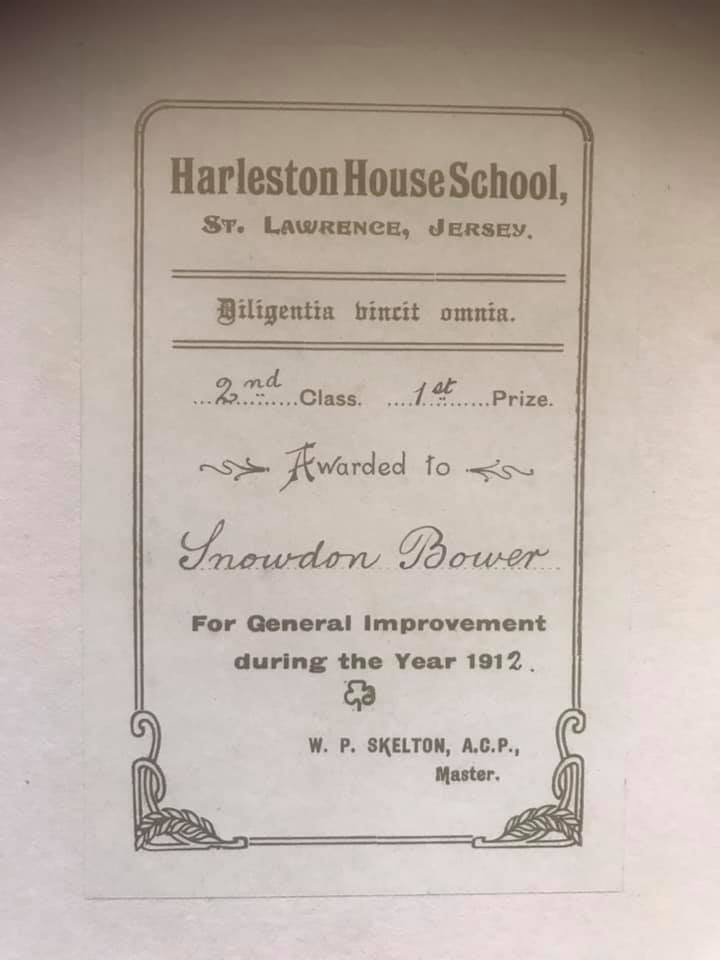 Harleston House School,
St. Lawrence, Jersey.
Diligentia vincit omnia.
2nd Class. 1st Prize.
Awarded to
Snowdon Bower
For General Improvement
during the Year 1912.
W. P. SKELTON, A.C.P.,
Master.